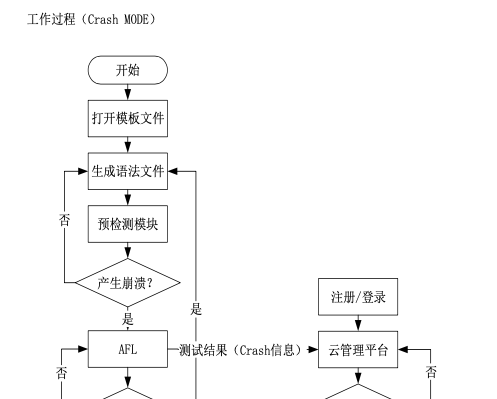 工作过程（Crash MODE）
开始
打开模板文件
生成语法文件
否
预检测模块
产生崩溃?
注册/登录
是
是
AFL
测试结果（Crash信息）
云管理平台
否
否